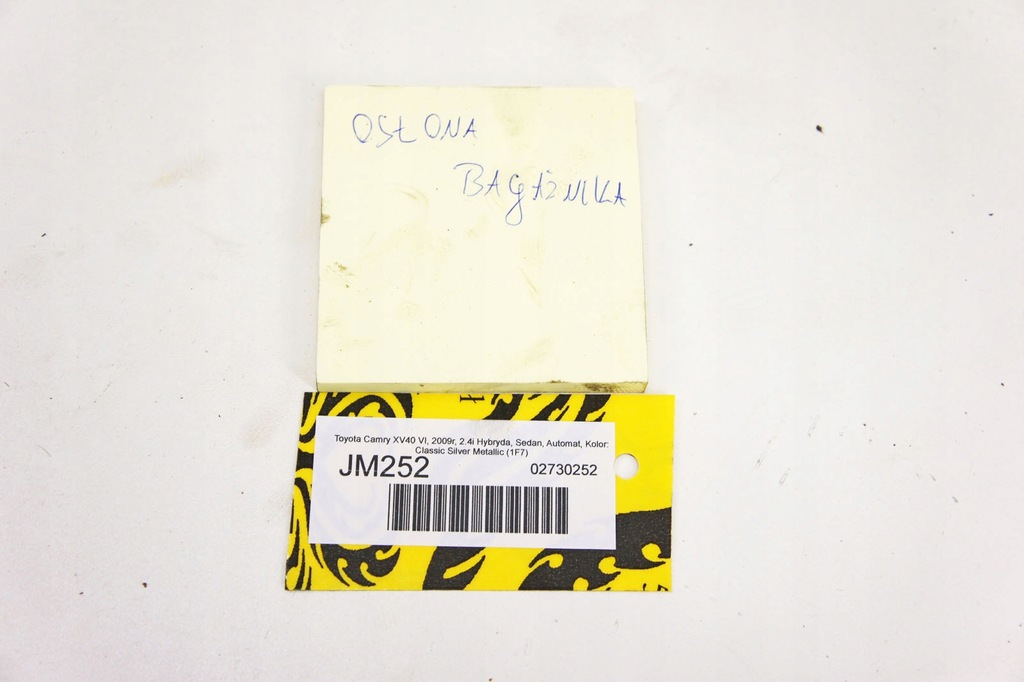 OSŁONA
BAGAŻNIKA
Toyota Camry XV40 VI, 2009r, 2.4i Hybryda, Sedan, Automat, Kolor:
Classic Silver Metallic (1F7)
JM252 02730252